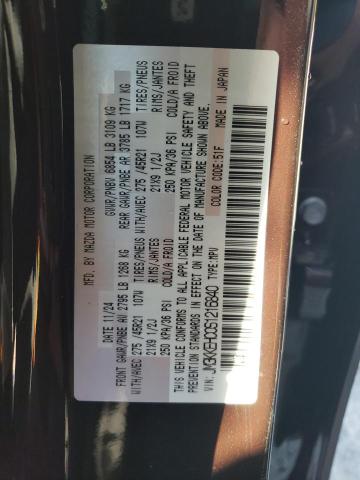 MFD. BY MAZDA MOTOR CORPORATION
11/24 GVWR/PNBV 6854 LB 3109 KG
DATE:
FRONT GAWR/PNBE AV 2795 LB 1268 KG REAR GAWR/PNBE AR 3785 LB 1717 KG
WITH/AVEC 275 /45R21 107W TIRES/PNEUS WITH/AVEC 275 /45R21 107W TIRES/PNEUS
21X9 1/2J RIMS/JANTES 21X9 1/2J RIMS/JANTES
250 KPA/36 PSI COLD/A FROID 250 KPA/36 PSI COLD/A FROID
THIS VEHICLE CONFORMS TO ALL APPLICABLE FEDERAL MOTOR VEHICLE SAFETY AND THEFT
PREVENTION STANDARDS IN EFFECT ON THE DATE OF MANUFACTURE SHOWN ABOVE.
VIN: TYPE: MPV COLOR CODE: 51F MADE IN JAPAN